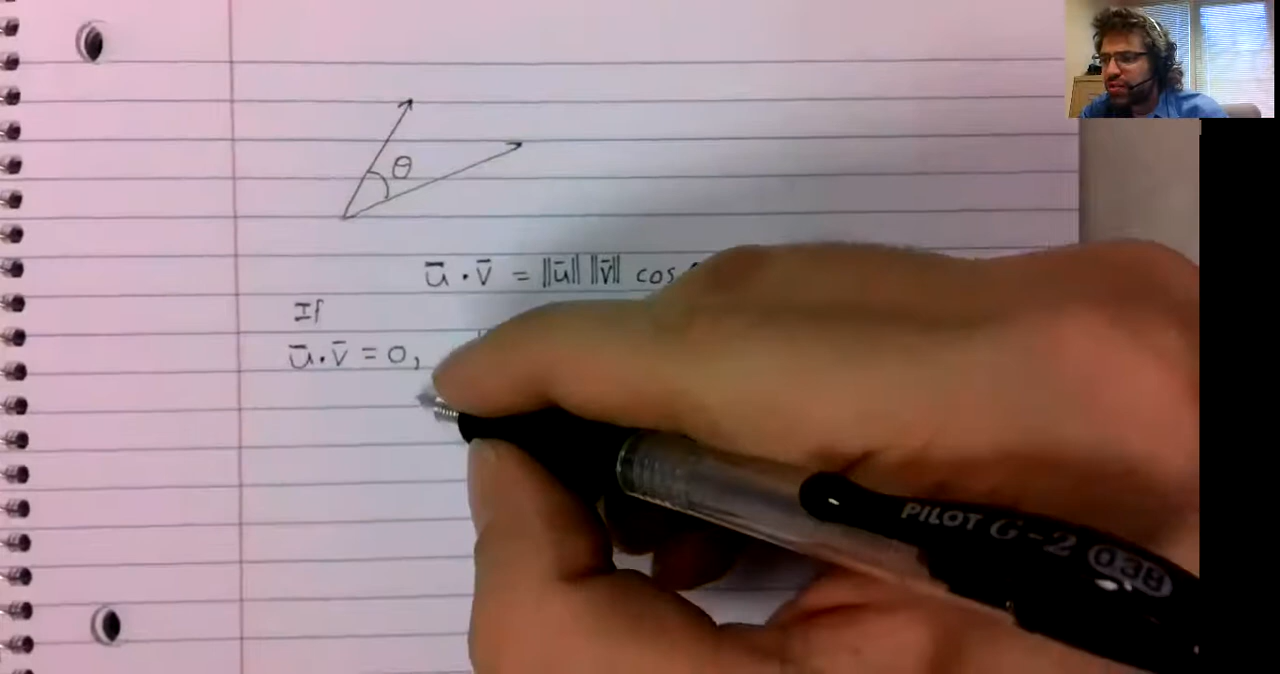 θ
ū · v̄ = ‖ū‖ ‖v̄‖ cos
If
ū · v̄ = 0,
PILOT G-2 038